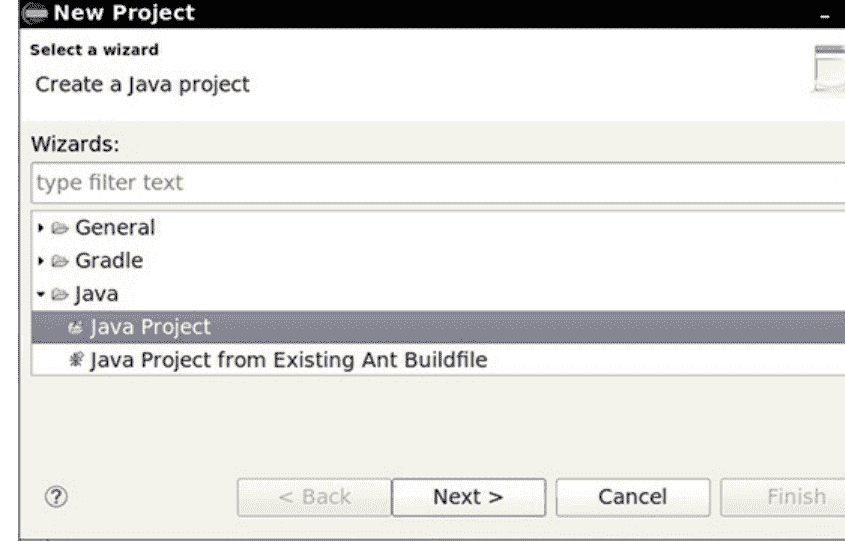 New Project
Select a wizard
Create a Java project
Wizards:
type filter text
General
Gradle
Java
Java Project
Java Project from Existing Ant Buildfile
? < Back Next > Cancel Finish